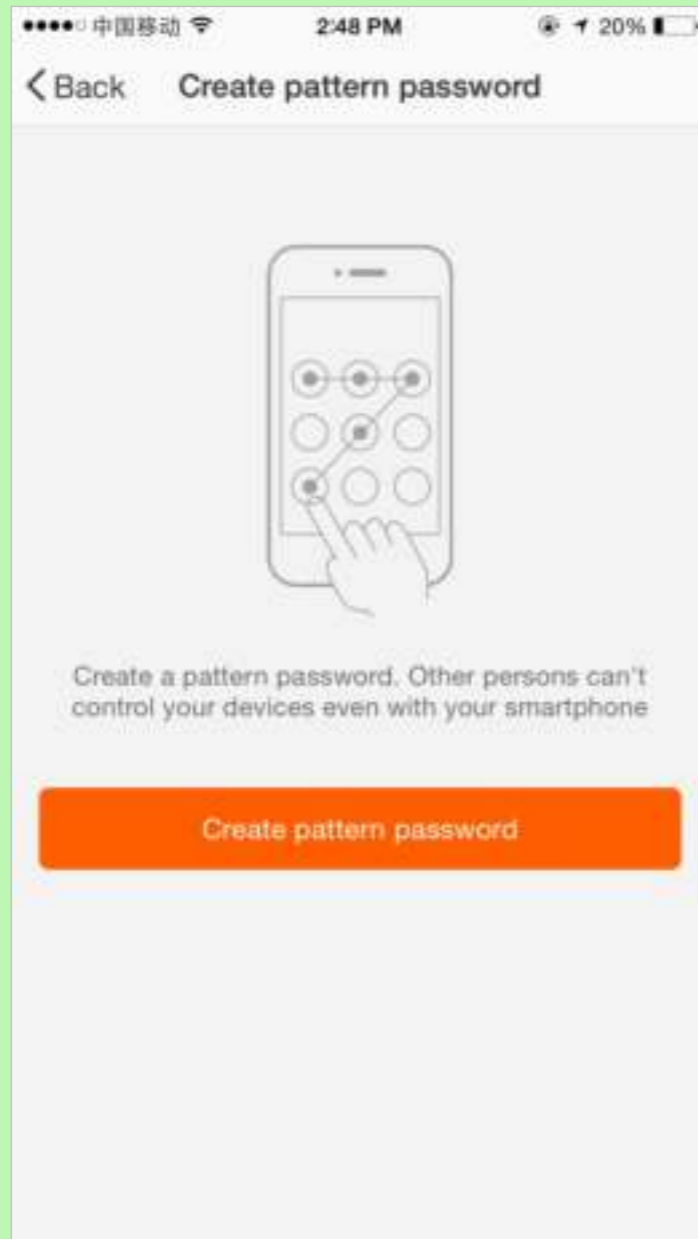 中国移动 2:48 PM 20%
Back Create pattern password
Create a pattern password. Other persons can't
control your devices even with your smartphone
Create pattern password